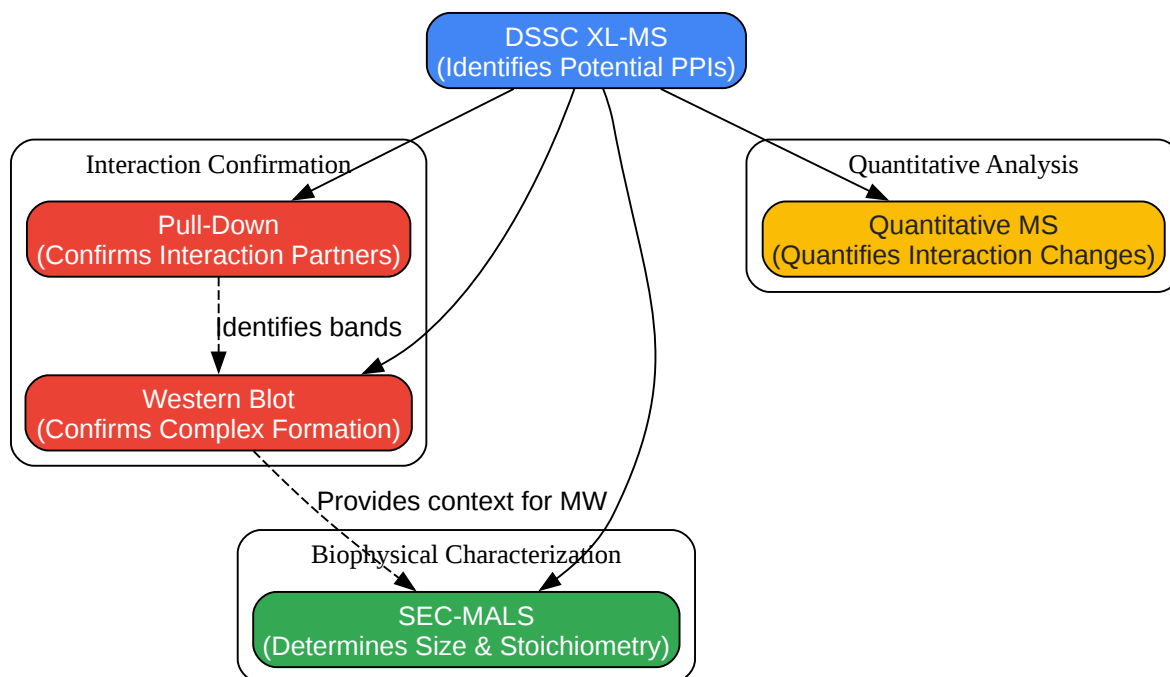 DSSC XL-MS
(Identifies Potential PPIs)
Interaction Confirmation
Quantitative Analysis
Pull-Down
(Confirms Interaction Partners)
Quantitative MS
(Quantifies Interaction Changes)
Identifies bands
Western Blot
(Confirms Complex Formation)
Provides context for MW
Biophysical Characterization
SEC-MALS
(Determines Size & Stoichiometry)